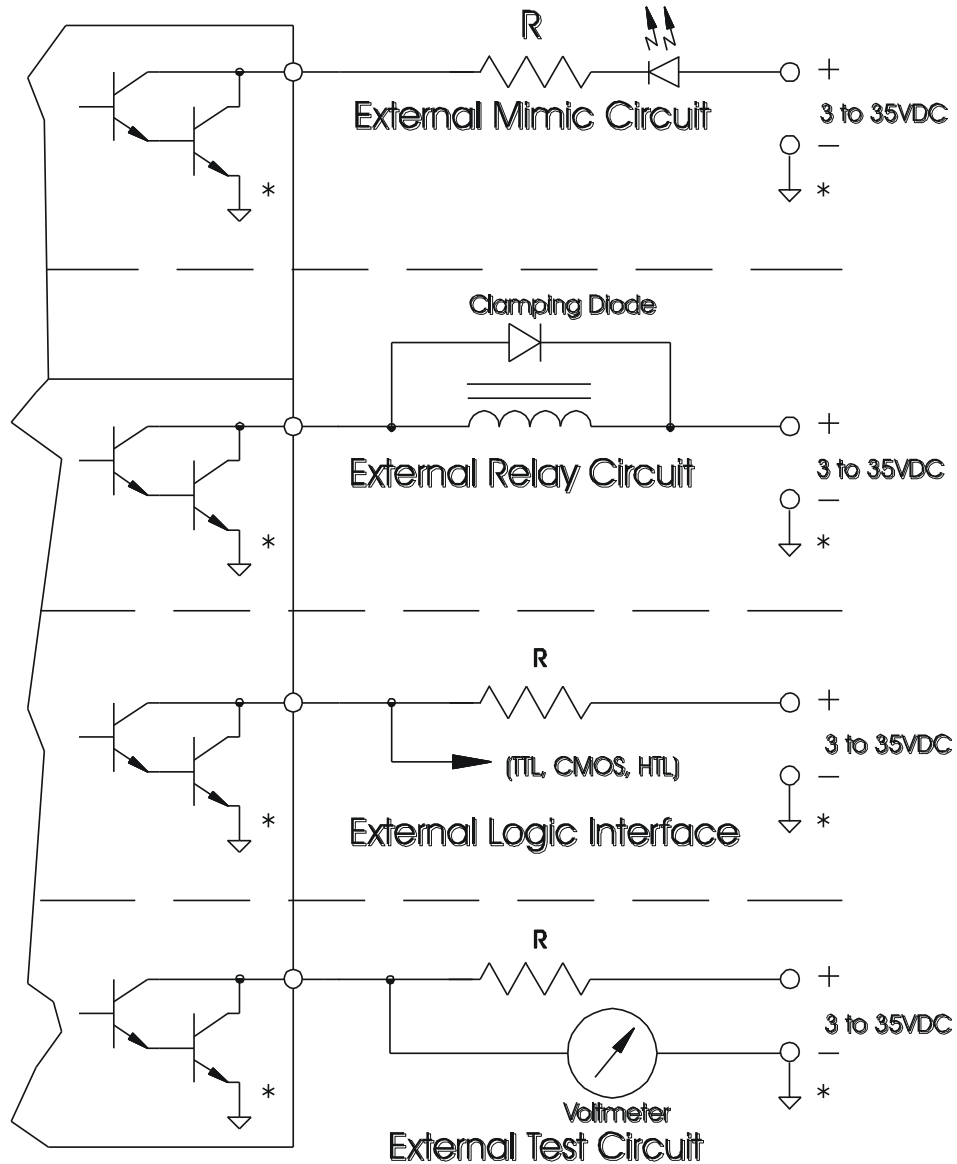 R
+
External Mimic Circuit
3 to 35VDC
−
*
*
Clamping Diode
+
External Relay Circuit
3 to 35VDC
−
*
*
R
+
3 to 35VDC
(TTL, CMOS, HTL)
−
External Logic Interface
*
*
R
+
3 to 35VDC
−
*
*
Voltmeter
External Test Circuit